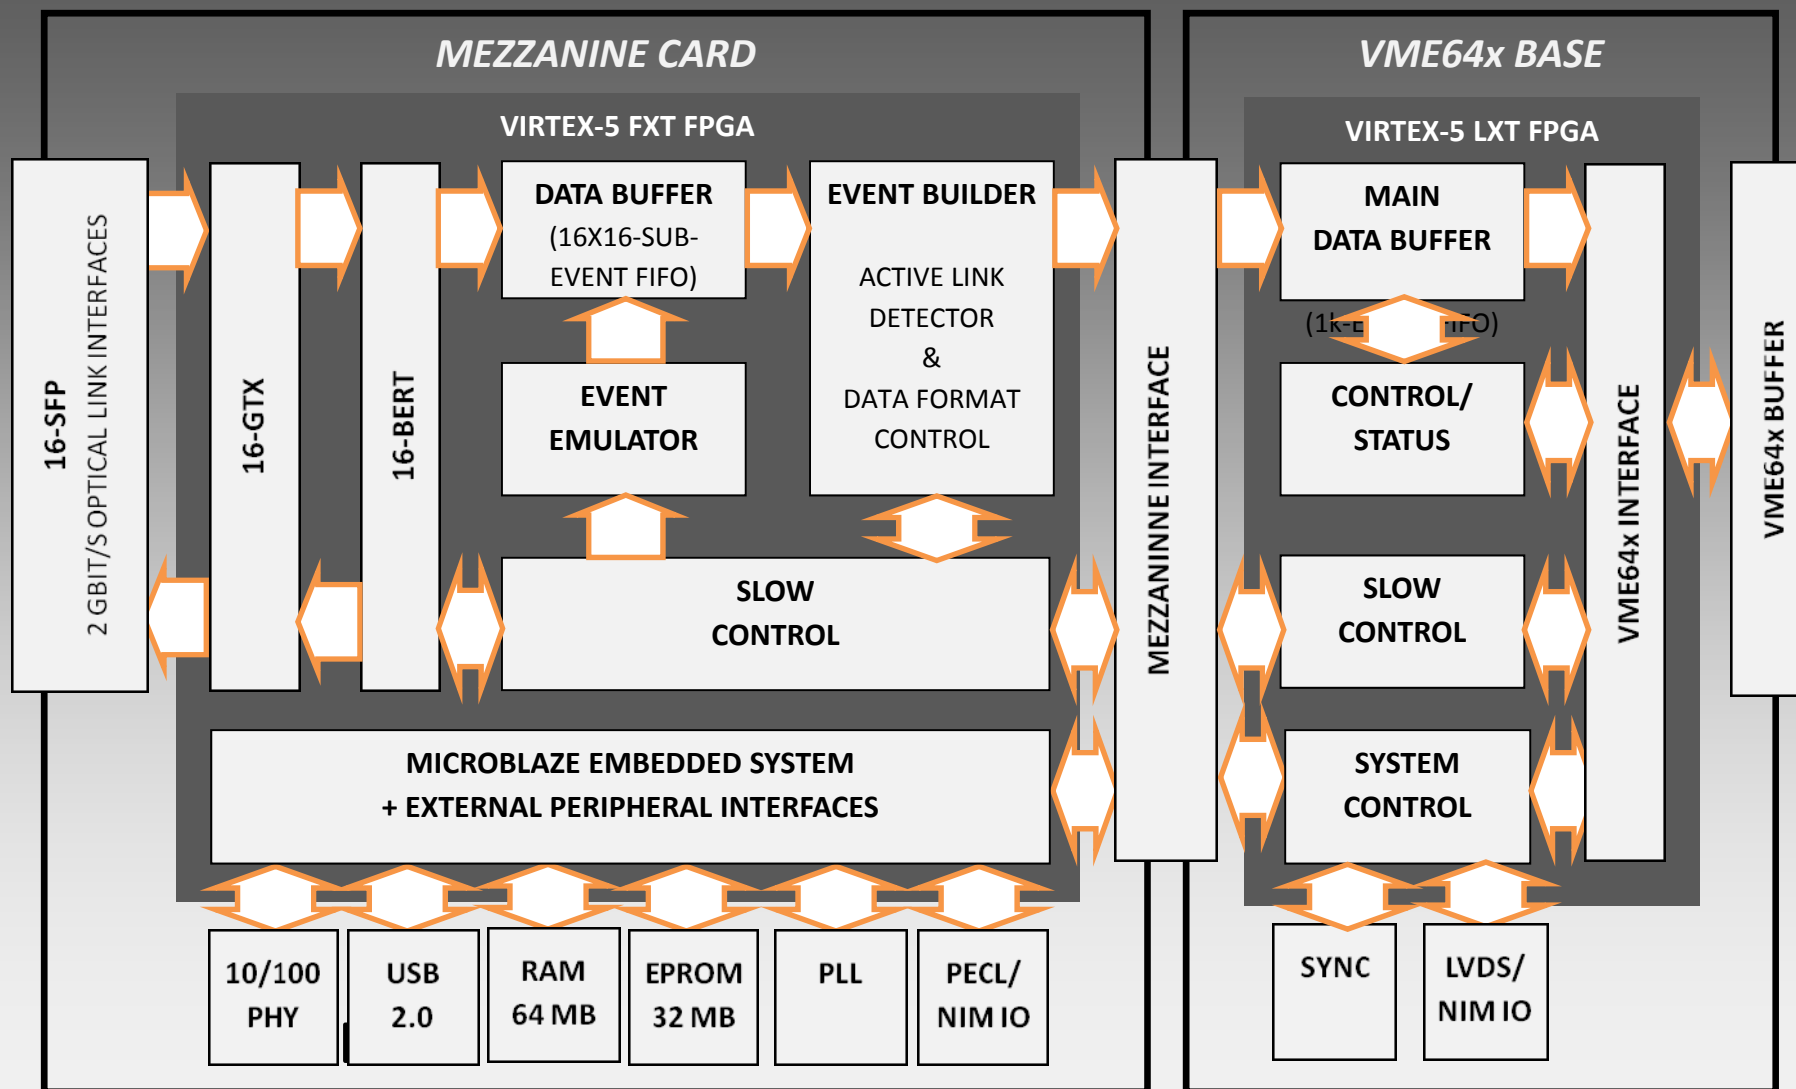 MEZZANINE CARD
VIRTEX-5 FXT FPGA
16-SFP
2 GBIT/S OPTICAL LINK INTERFACES
16-GTX
16-BERT
DATA BUFFER
(16X16-SUB-
EVENT FIFO)
EVENT BUILDER
ACTIVE LINK
DETECTOR
&
DATA FORMAT
CONTROL
EVENT
EMULATOR
SLOW
CONTROL
MICROBLAZE EMBEDDED SYSTEM
+ EXTERNAL PERIPHERAL INTERFACES
10/100
PHY
USB
2.0
RAM
64 MB
EPROM
32 MB
PLL
PECL/
NIM IO
MEZZANINNE INTERFACE
VME64x BASE
VIRTEX-5 LXT FPGA
MAIN
DATA BUFFER
CONTROL/
STATUS
SLOW
CONTROL
SYSTEM
CONTROL
VME64x INTERFACE
VME64x BUFFER
SYNC
LVDS/
NIM IO